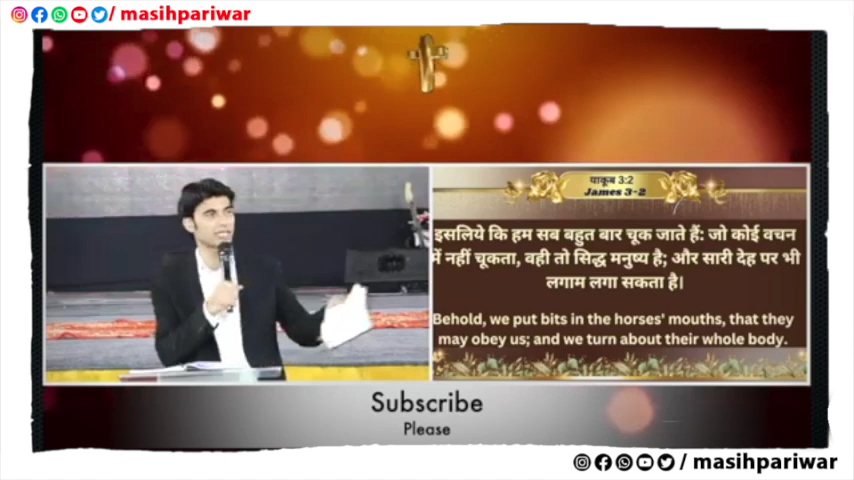 / masihpariwar
याकूब 3:2
James 3-2
इसलिये कि हम सब बहुत बार चूक जाते हैं: जो कोई वचन
में नहीं चूकता, वही तो सिद्ध मनुष्य है; और सारी देह पर भी
लगाम लगा सकता है।
Behold, we put bits in the horses' mouths, that they
may obey us; and we turn about their whole body.
Subscribe
Please
/ masihpariwar